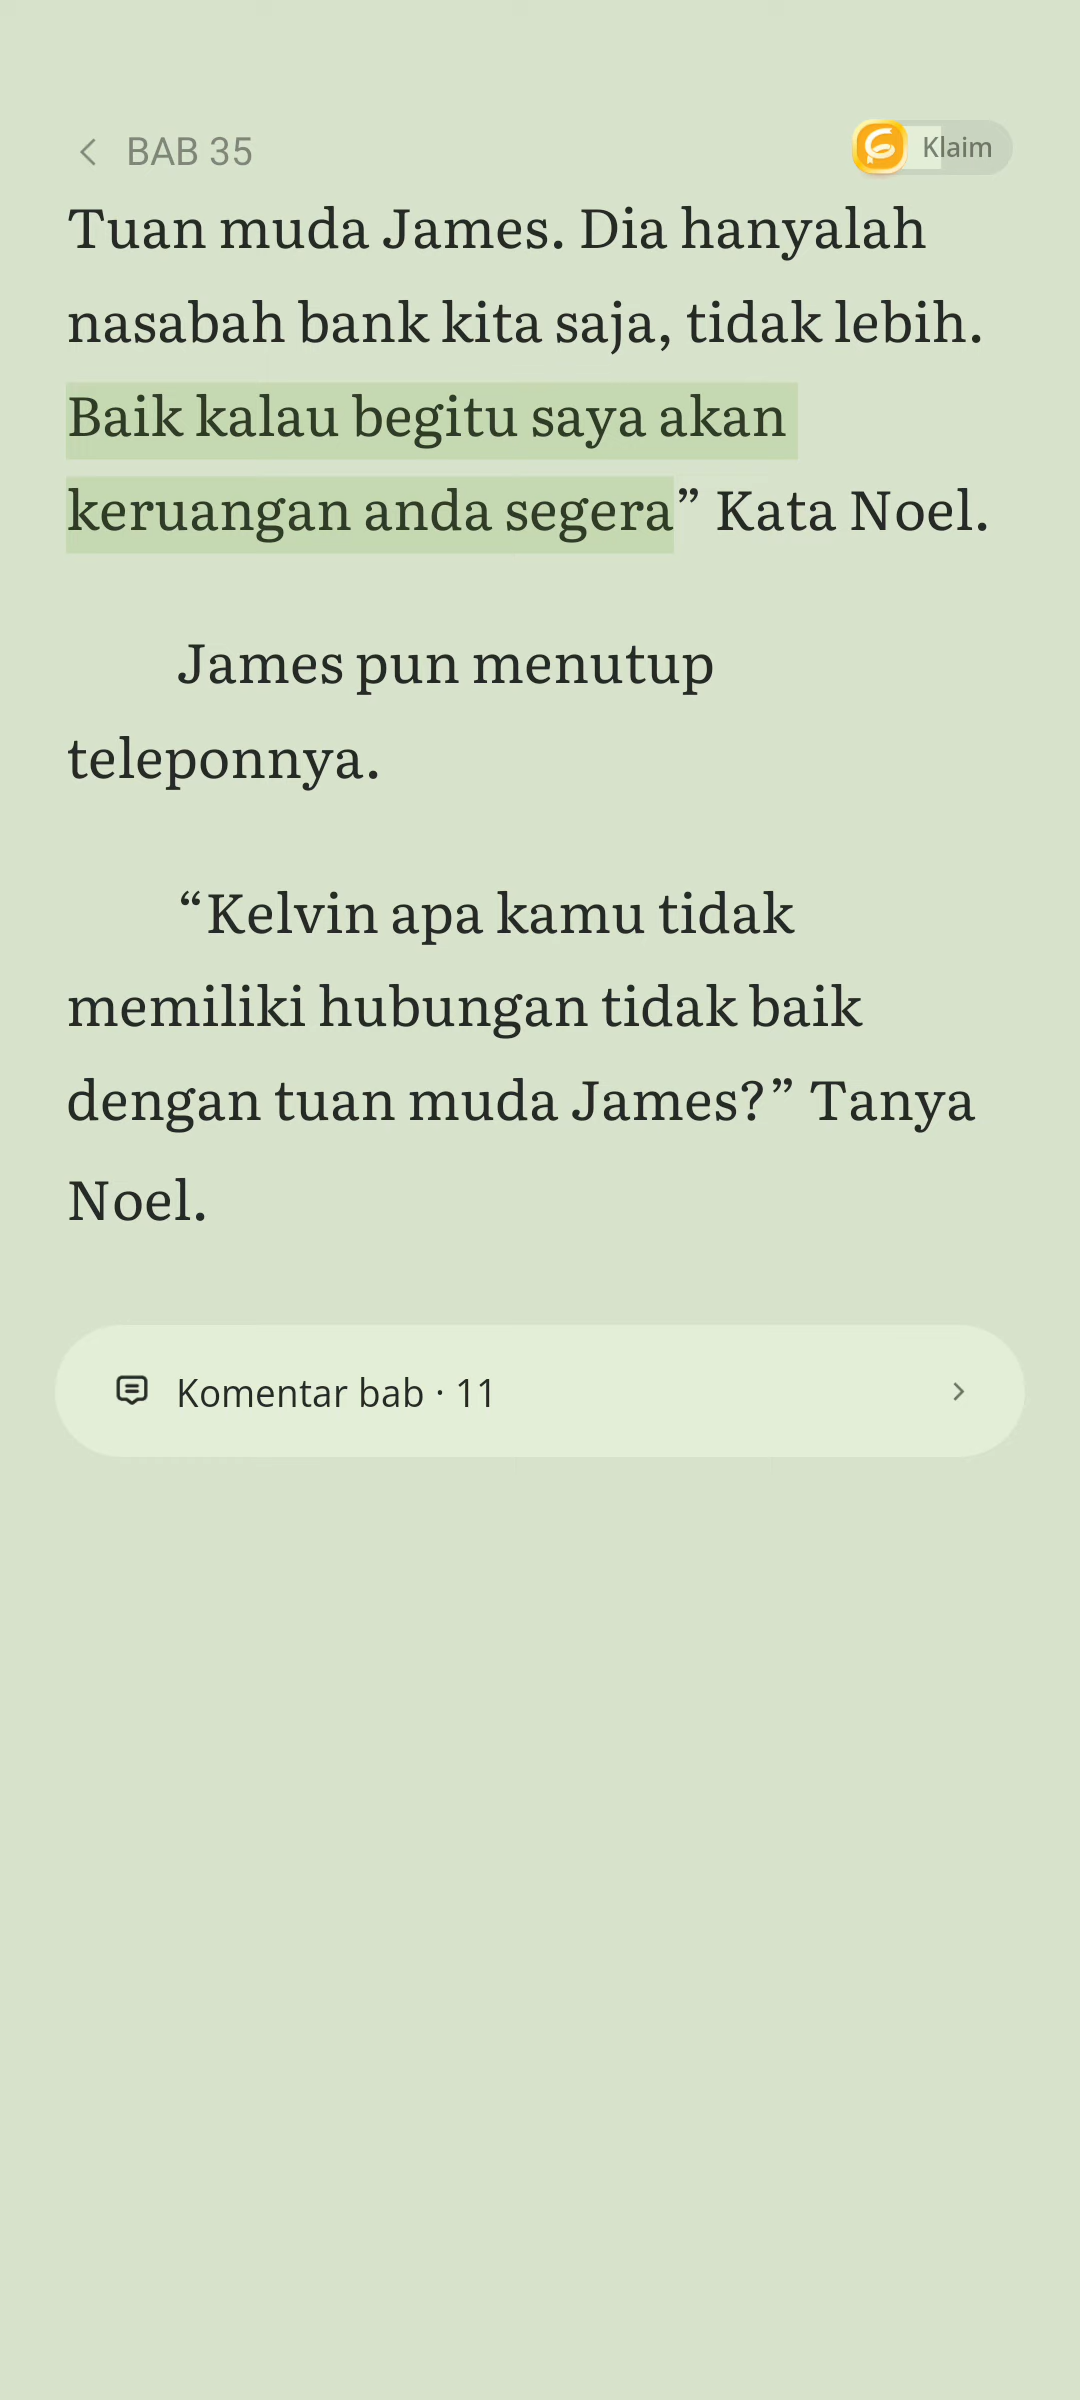 BAB 35
Klaim
Tuan muda James. Dia hanyalah
nasabah bank kita saja, tidak lebih.
Baik kalau begitu saya akan
keruangan anda segera” Kata Noel.
James pun menutup
teleponnya.
“Kelvin apa kamu tidak
memiliki hubungan tidak baik
dengan tuan muda James?” Tanya
Noel.
Komentar bab · 11